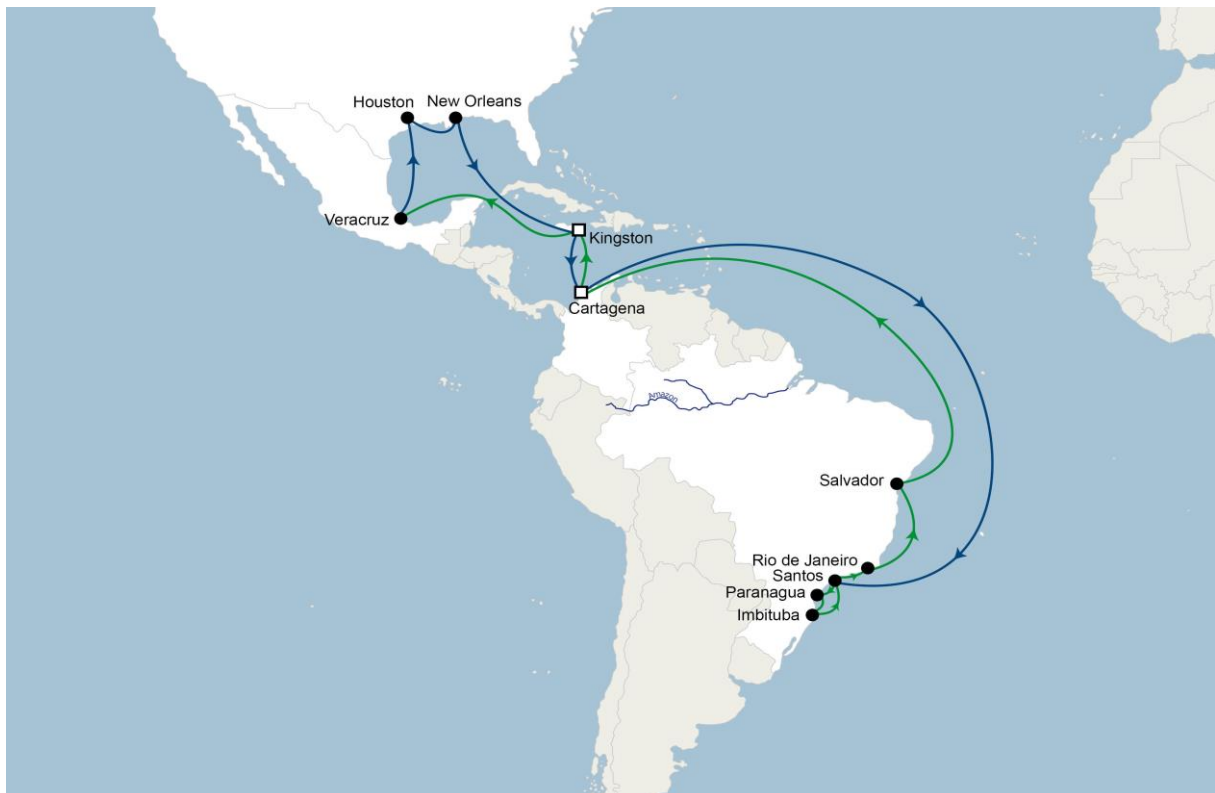 Houston
New Orleans
Veracruz
Kingston
Cartagena
Amazon
Salvador
Rio de Janeiro
Santos
Paranagua
Imbituba